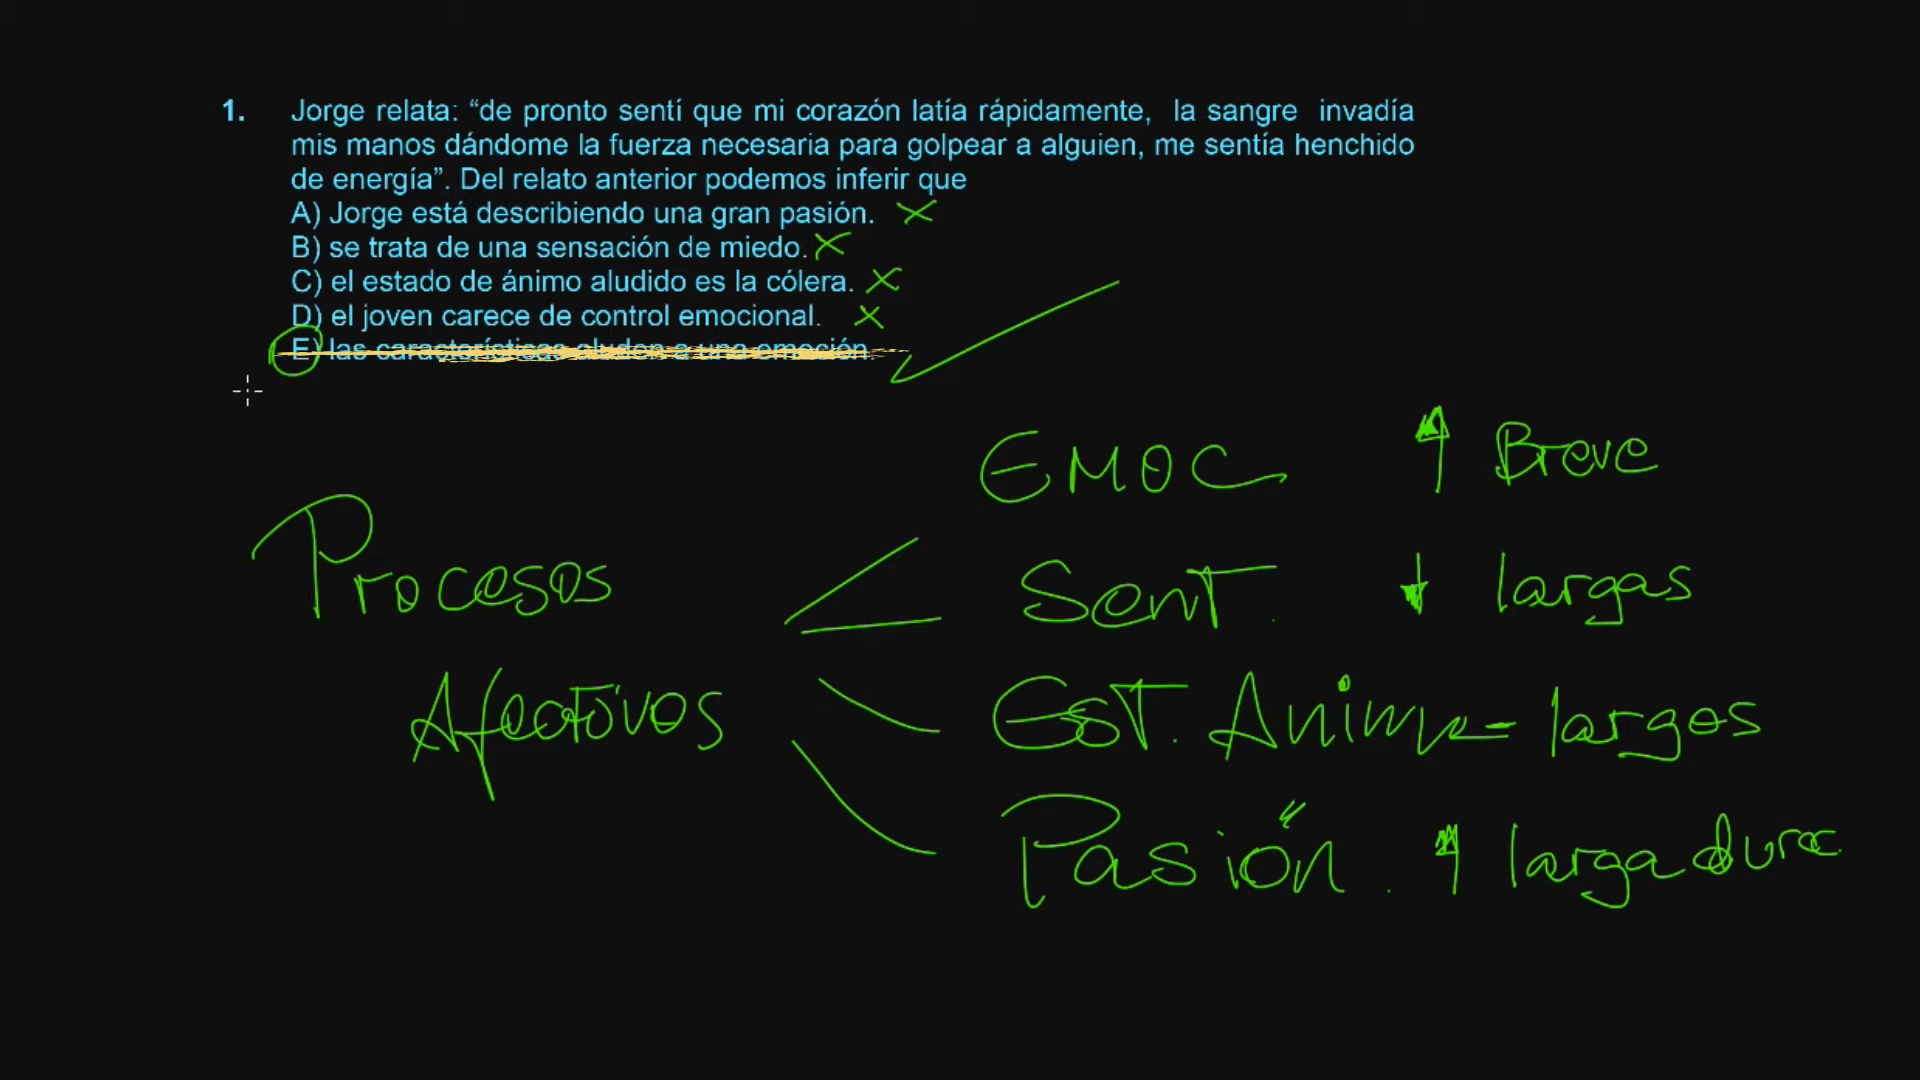 1. Jorge relata: “de pronto sentí que mi corazón latía rápidamente, la sangre invadía
mis manos dándome la fuerza necesaria para golpear a alguien, me sentía henchido
de energía”. Del relato anterior podemos inferir que
A) Jorge está describiendo una gran pasión.
B) se trata de una sensación de miedo.
C) el estado de ánimo aludido es la cólera.
D) el joven carece de control emocional.
E) las características aluden a una emoción.
EMOC Breve
Procesos
Sent. largas
Afectivos
Est. Animo = largos
Pasión. larga durac.